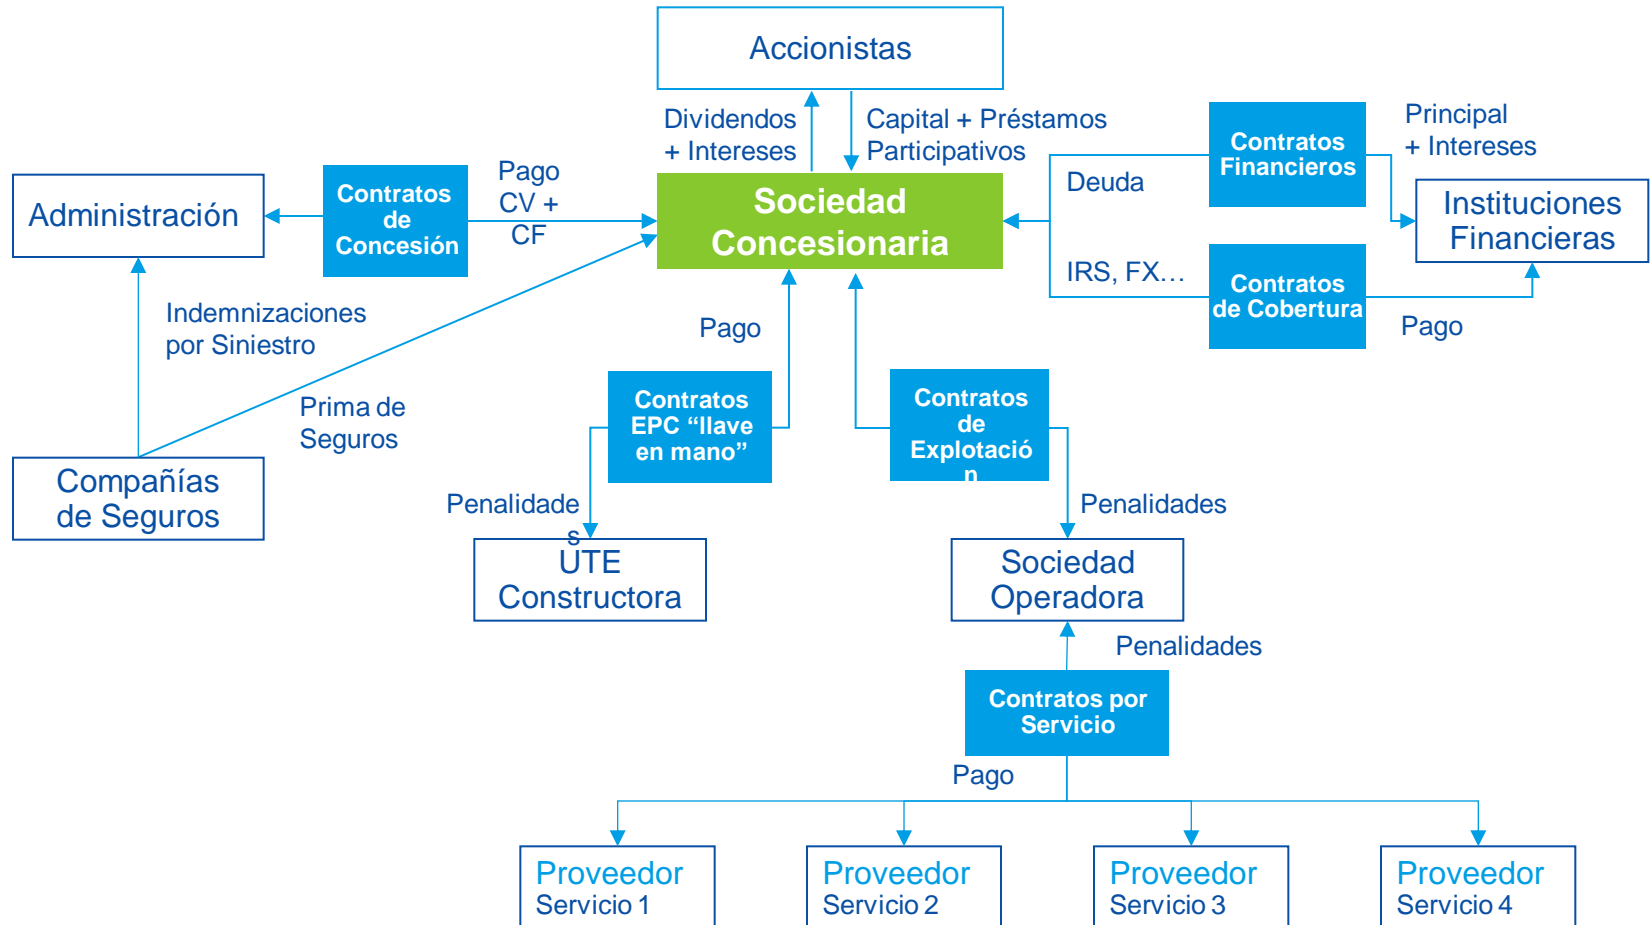 Accionistas
Dividendos
+ Intereses
Capital + Préstamos
Participativos
Contratos
Financieros
Principal
+ Intereses
Administración
Contratos
de
Concesión
Pago
CV +
CF
Sociedad
Concesionaria
Deuda
Instituciones
Financieras
IRS, FX…
Contratos
de Cobertura
Pago
Indemnizaciones
por Siniestro
Pago
Prima de
Seguros
Contratos
EPC “llave
en mano”
Contratos
de
Explotació
n
Compañías
de Seguros
Penalidade
s
Penalidades
UTE
Constructora
Sociedad
Operadora
Penalidades
Contratos por
Servicio
Pago
Proveedor
Servicio 1
Proveedor
Servicio 2
Proveedor
Servicio 3
Proveedor
Servicio 4